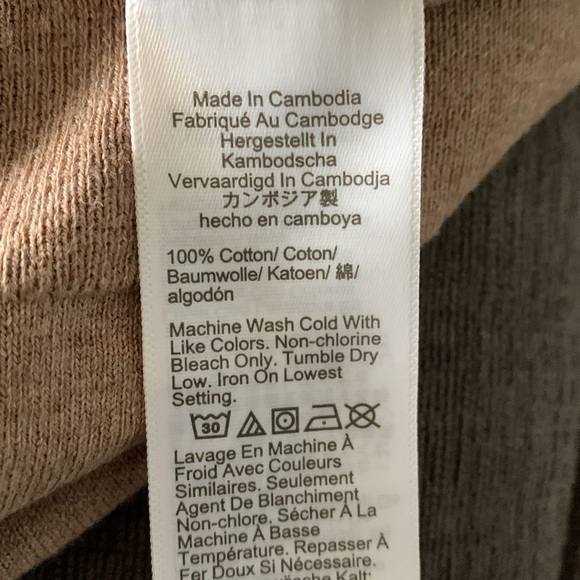 Made In Cambodia
Fabriqué Au Cambodge
Hergestellt In
Kambodscha
Vervaardigd In Cambodja
カンボジア製
hecho en camboya
100% Cotton/ Coton/
Baumwolle/ Katoen/ 綿/
algodón
Machine Wash Cold With
Like Colors. Non-chlorine
Bleach Only. Tumble Dry
Low. Iron On Lowest
Setting.
30
Lavage En Machine À
Froid Avec Couleurs
Similaires. Seulement
Agent De Blanchiment
Non-chlore. Sécher À La
Machine À Basse
Température. Repasser À
Fer Doux Si Nécessaire.
Kalt: